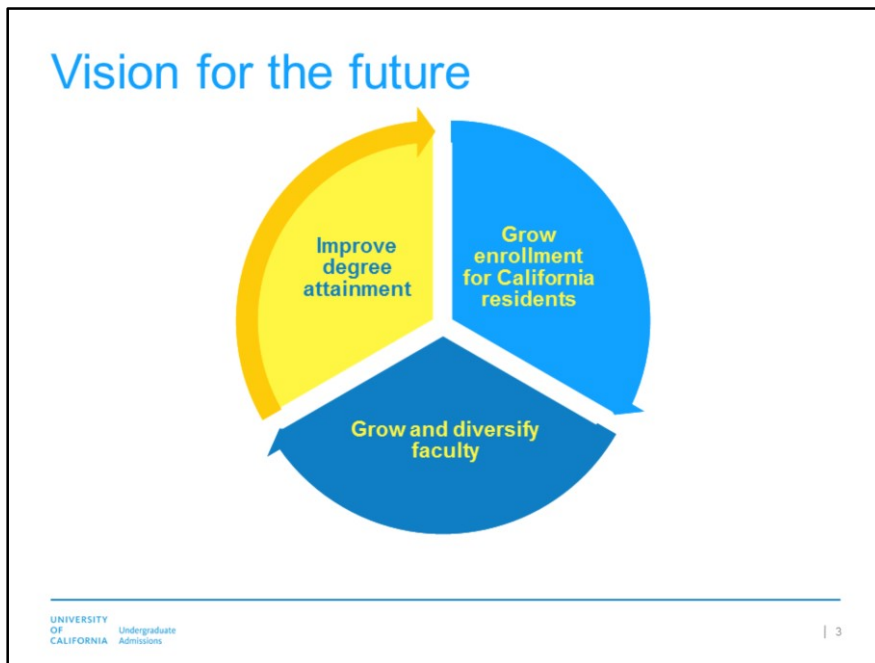 Vision for the future
Improve
degree
attainment
Grow
enrollment
for California
residents
Grow and diversify
faculty
UNIVERSITY
OF
CALIFORNIA
Undergraduate
Admissions
| 3